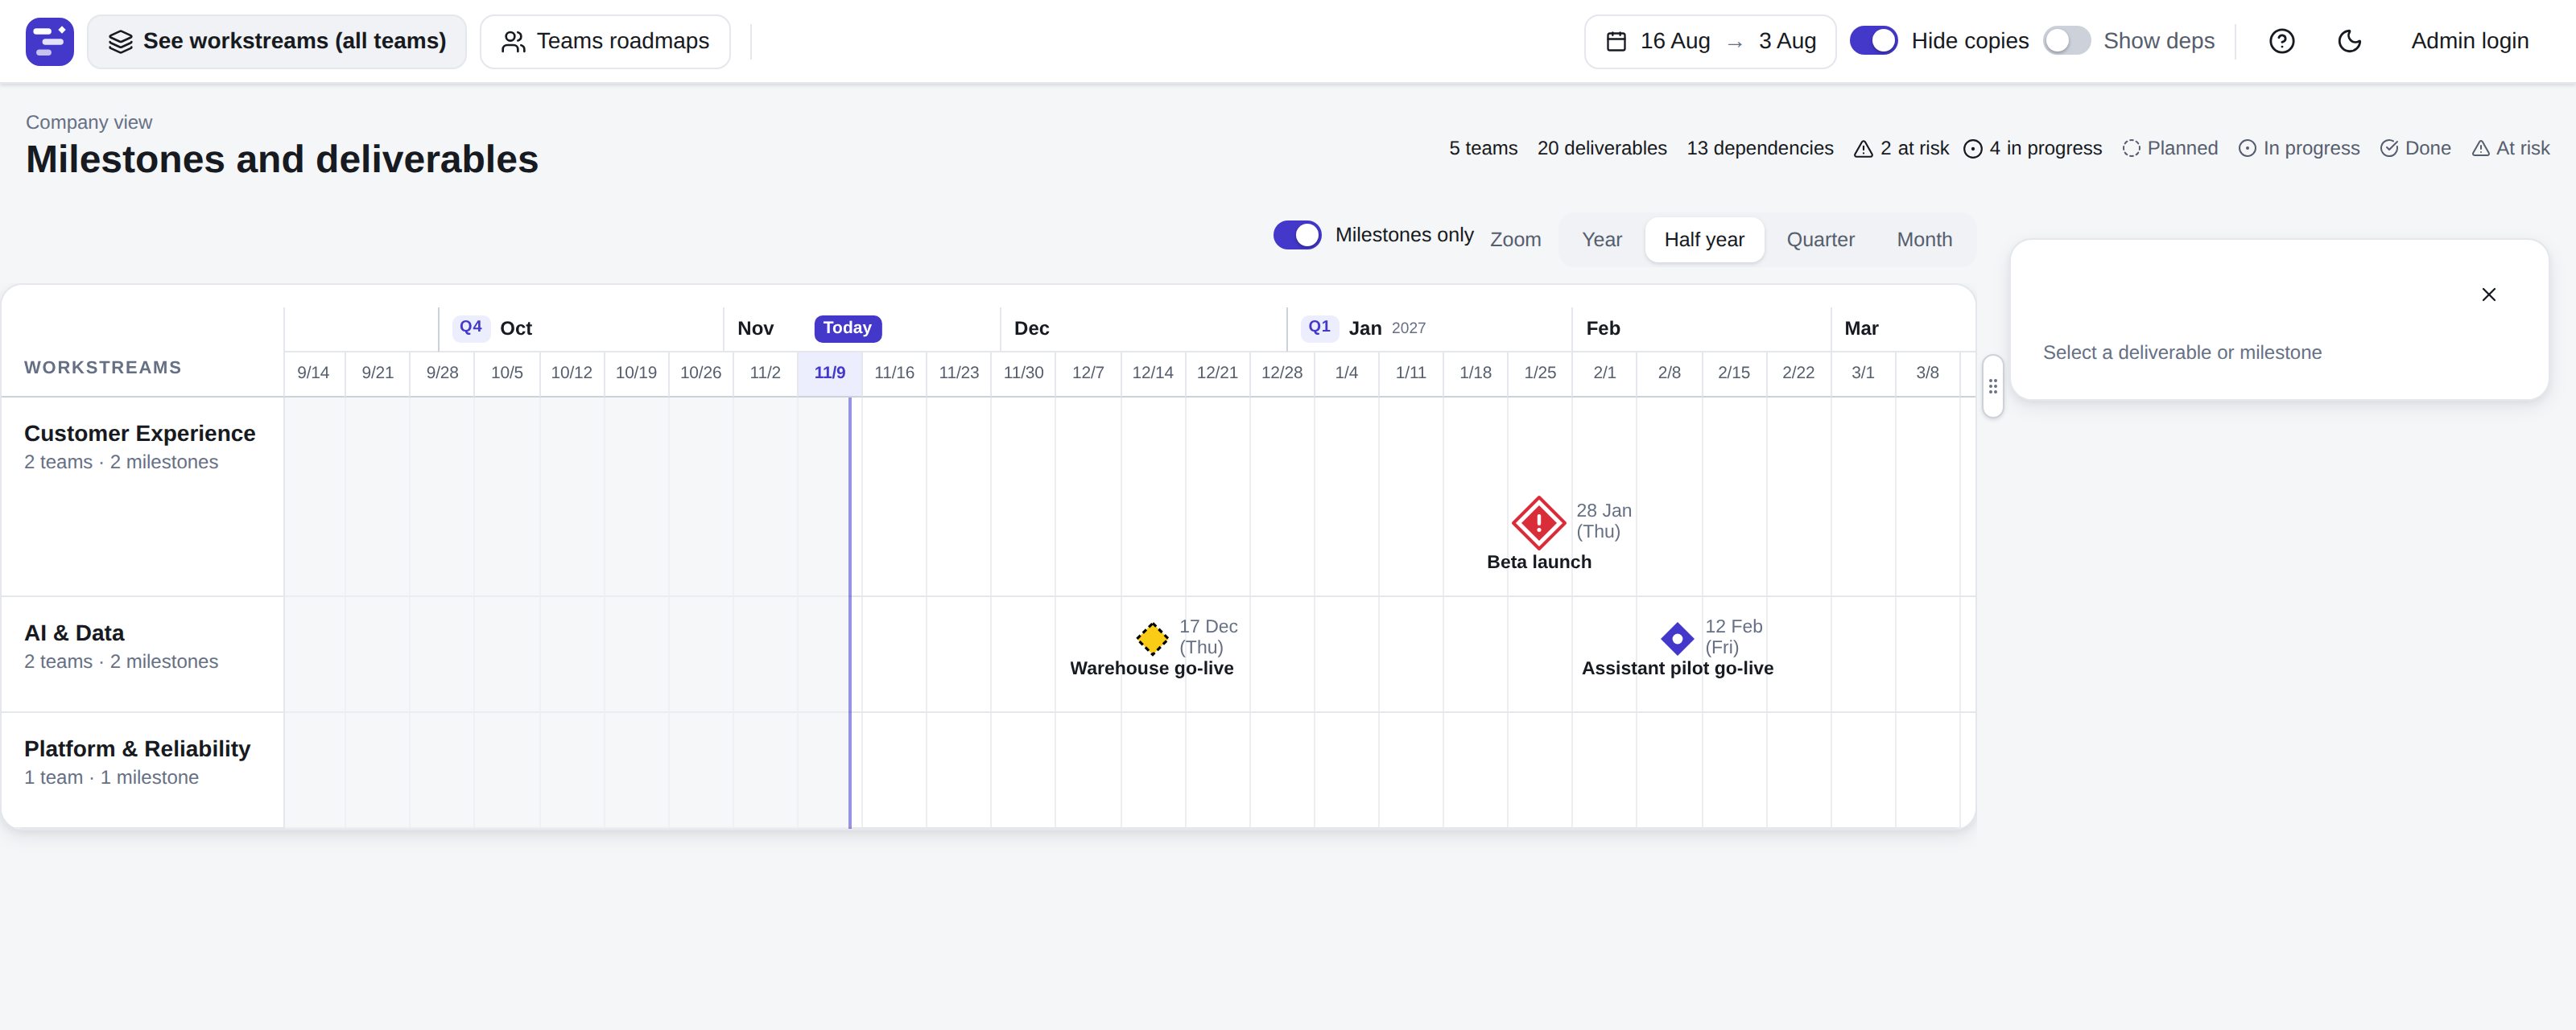 See workstreams (all teams)
Teams roadmaps
16 Aug → 3 Aug
Hide copies
Show deps
Admin login
Company view
Milestones and deliverables
5 teams 20 deliverables 13 dependencies 2 at risk 4 in progress Planned In progress Done At risk
Milestones only
Zoom
Year Half year Quarter Month
Select a deliverable or milestone
Q4 Oct Nov Today Dec Q1 Jan 2027 Feb Mar
WORKSTREAMS
9/14 9/21 9/28 10/5 10/12 10/19 10/26 11/2 11/9 11/16 11/23 11/30 12/7 12/14 12/21 12/28 1/4 1/11 1/18 1/25 2/1 2/8 2/15 2/22 3/1 3/8
Customer Experience
2 teams · 2 milestones
28 Jan
(Thu)
Beta launch
AI & Data
2 teams · 2 milestones
17 Dec
(Thu)
Warehouse go-live
12 Feb
(Fri)
Assistant pilot go-live
Platform & Reliability
1 team · 1 milestone